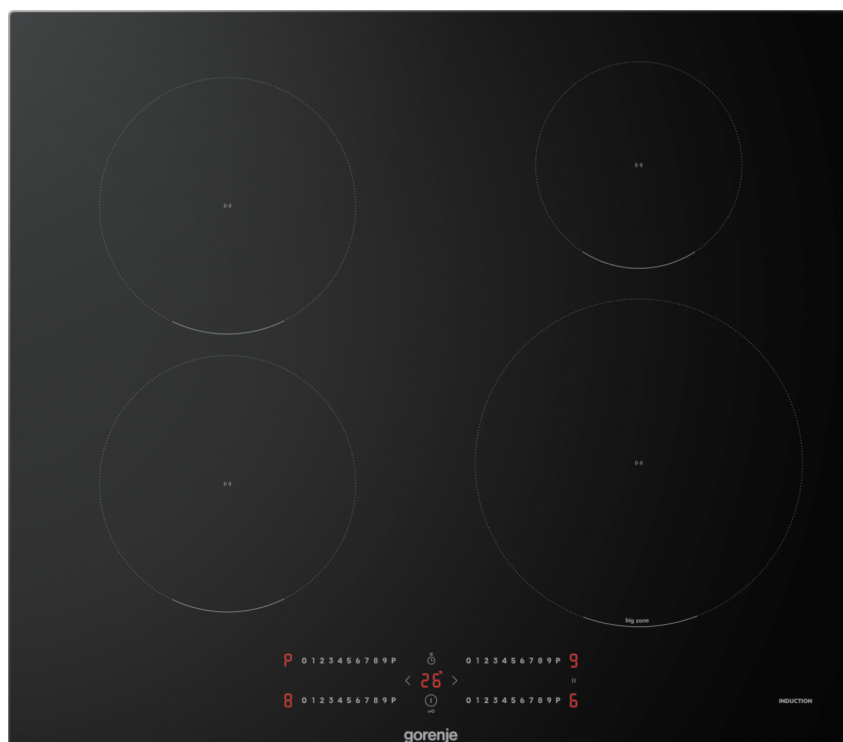 big zone
P 0 1 2 3 4 5 6 7 8 9 P 0 1 2 3 4 5 6 7 8 9 P 9
26
8 0 1 2 3 4 5 6 7 8 9 P 0 1 2 3 4 5 6 7 8 9 P 6
INDUCTION
gorenje